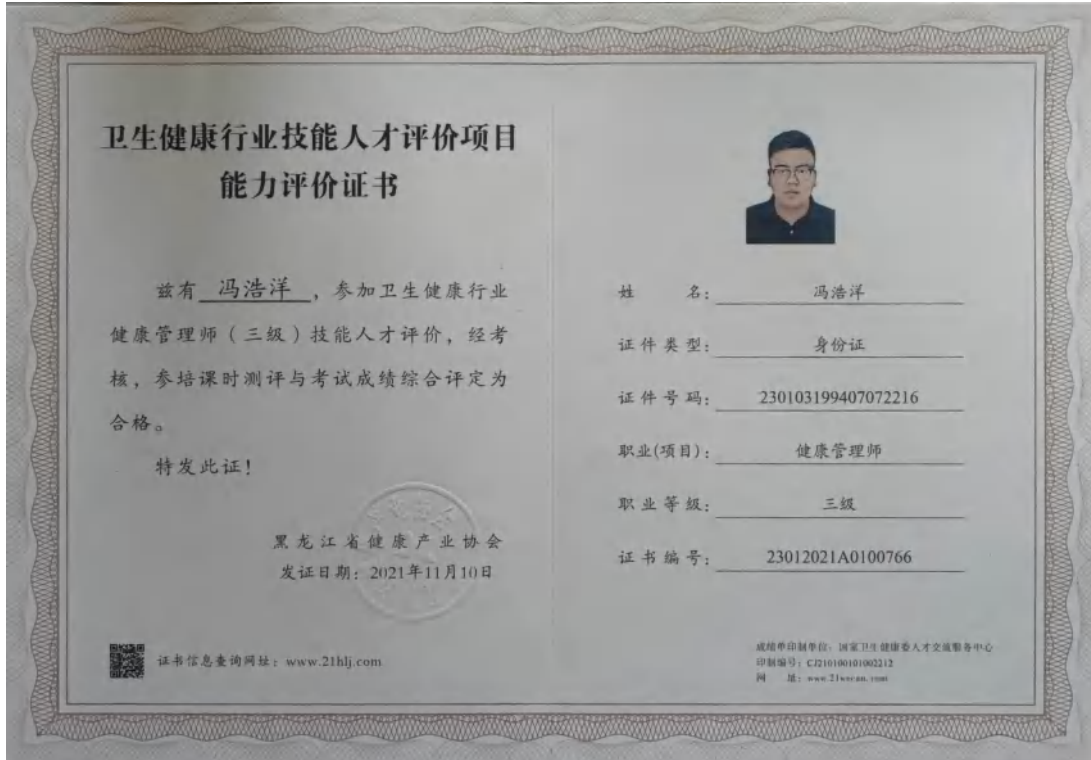 卫生健康行业技能人才评价项目
能力评价证书
兹有 冯浩洋 ，参加卫生健康行业
健康管理师（三级）技能人才评价，经考
核，参培课时测评与考试成绩综合评定为
合格。
特发此证！
黑龙江省健康产业协会
发证日期：2021年11月10日
证书信息查询网址：www.21hlj.com
姓 名：冯浩洋
证件类型：身份证
证件号码：230103199407072216
职业(项目)：健康管理师
职业等级：三级
证书编号：23012021A0100766
成绩单印制单位：国家卫生健康委人才交流服务中心
印制编号：CJ210100101002212
网 址：